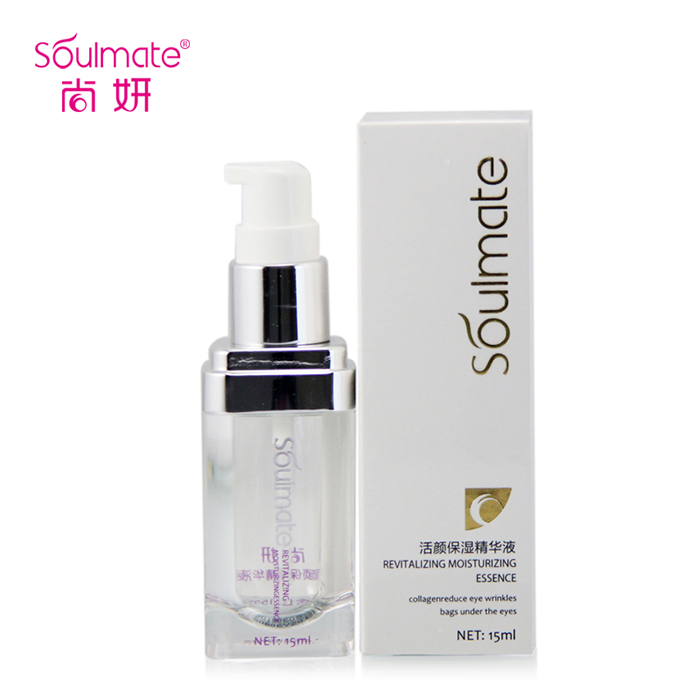 Soulmate®
尚妍
Soulmate
活颜保湿精华液
REVITALIZING MOISTURIZING
ESSENCE
collagenreduce eye wrinkles
bags under the eyes
NET: 15ml
Soulmate
REVITALIZING
MOISTURIZINGESSENCE
NET: 15ml